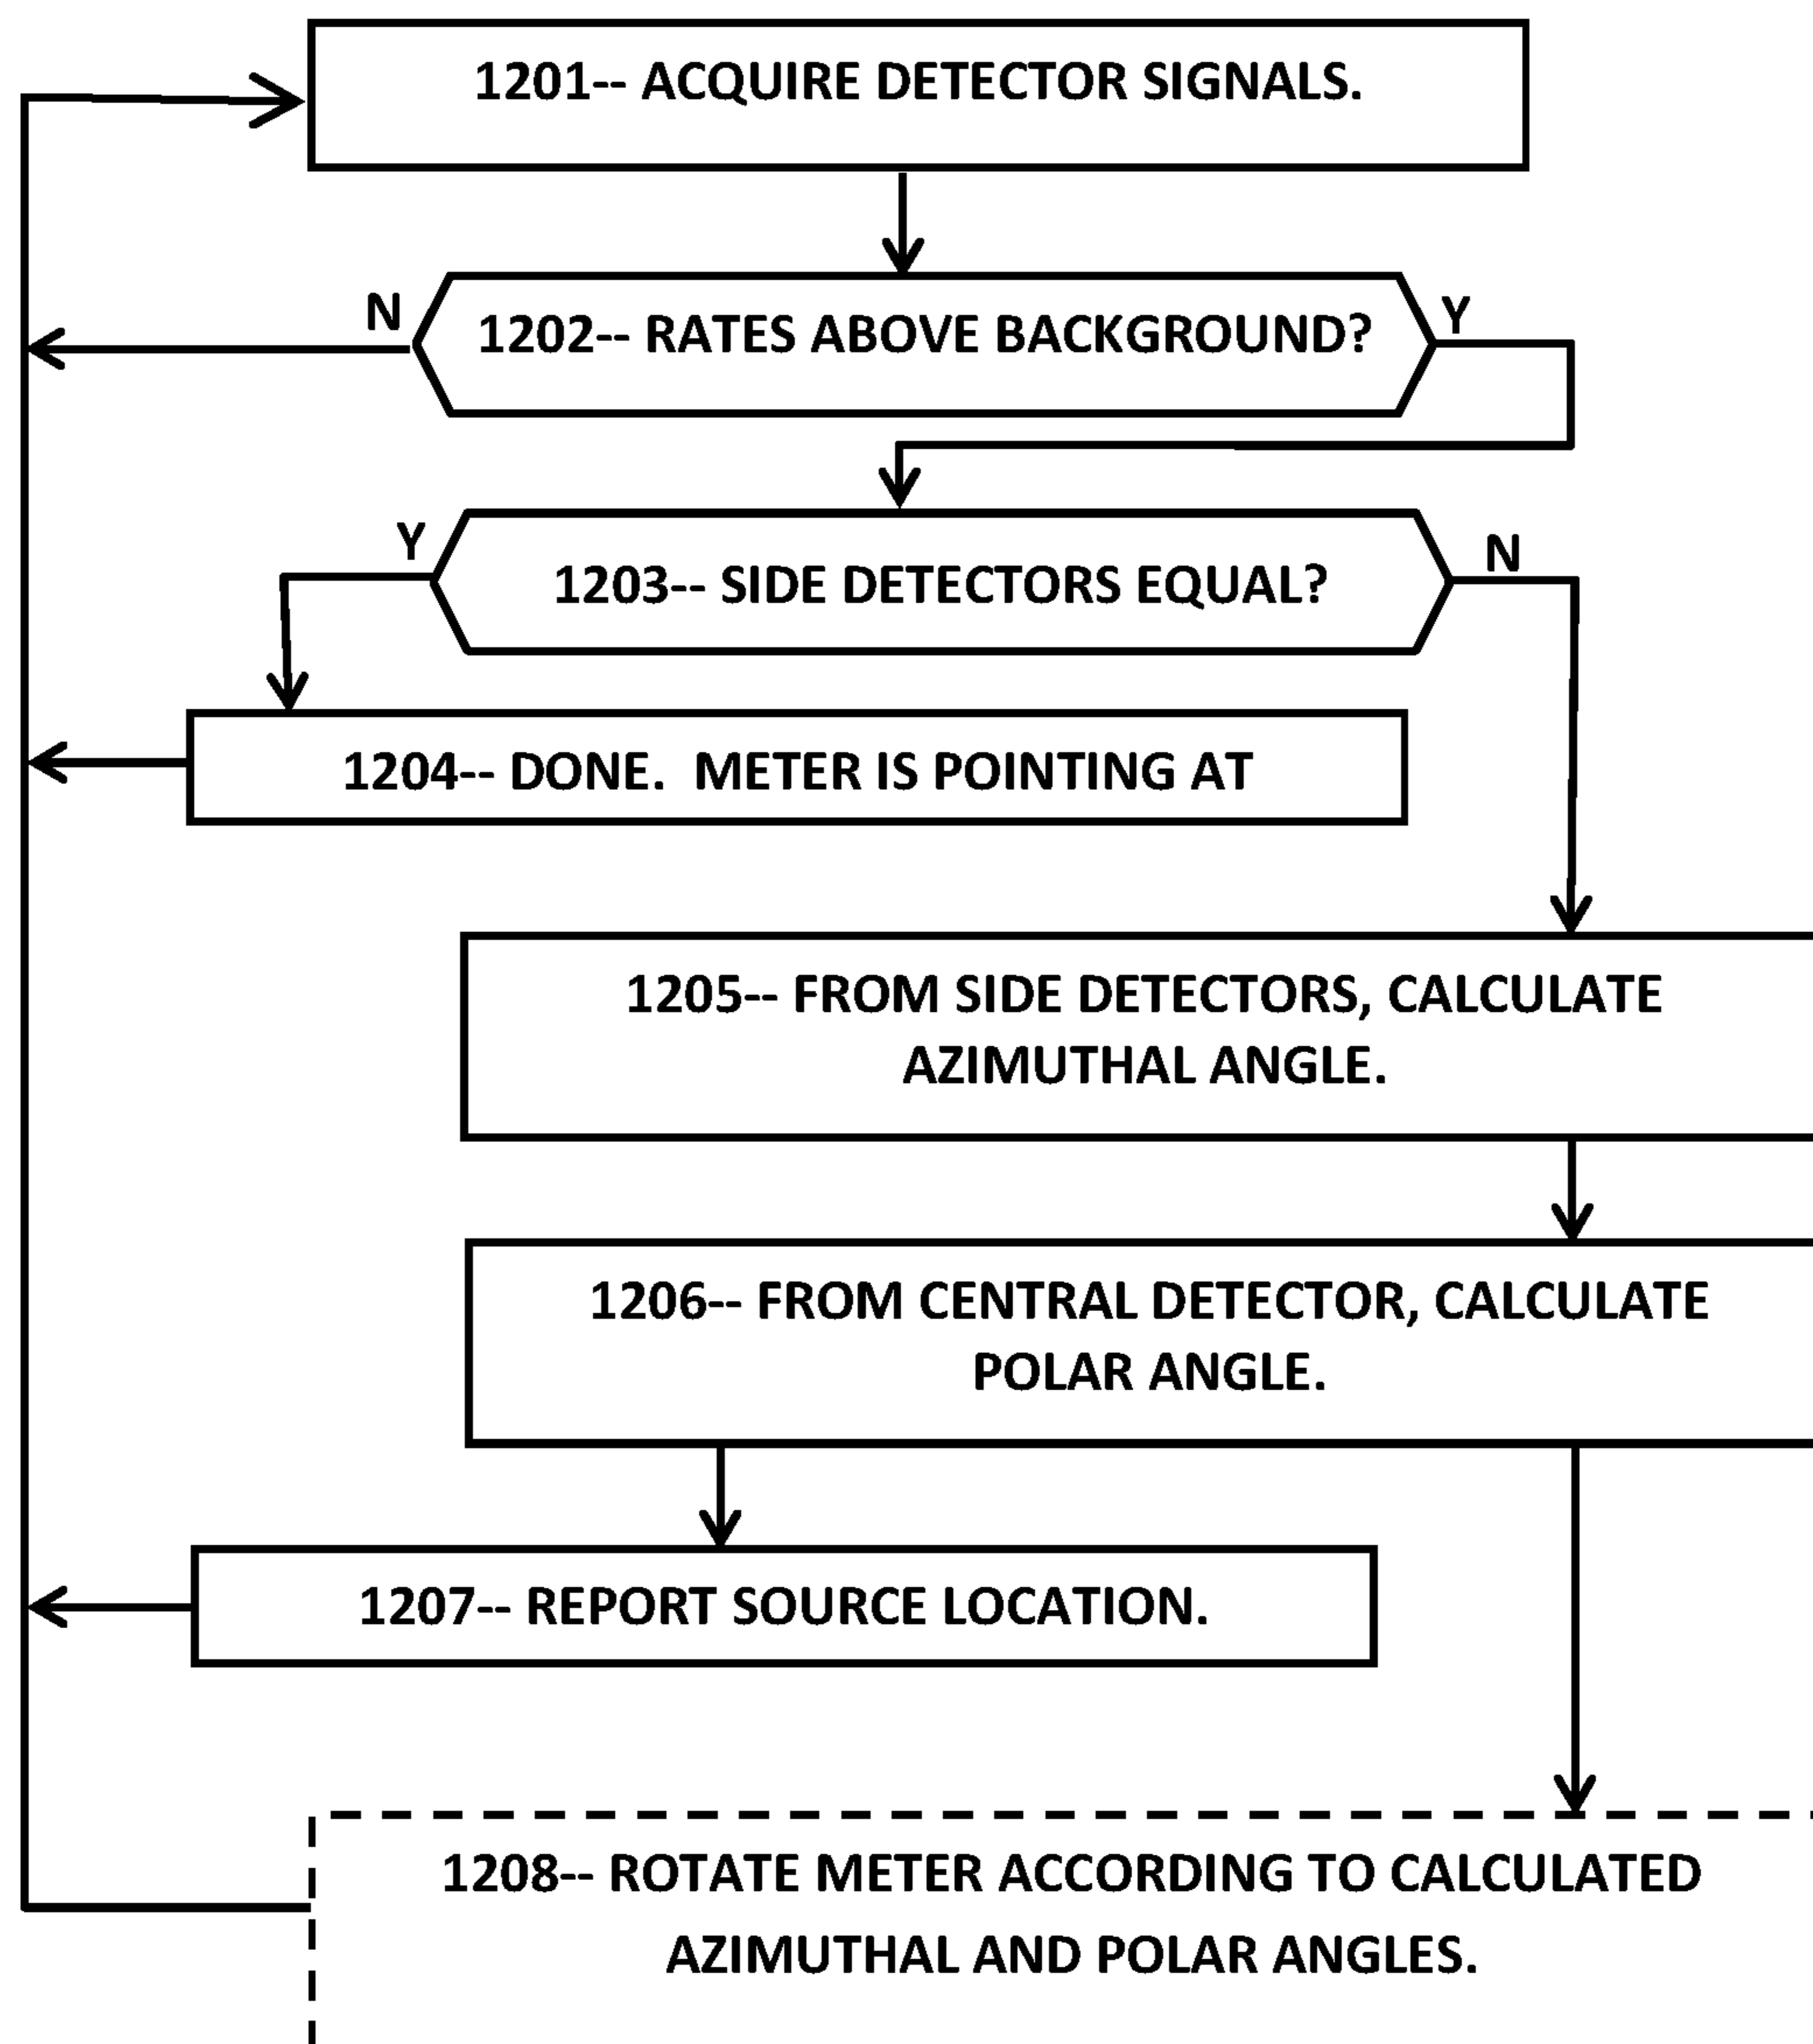 1201-- ACQUIRE DETECTOR SIGNALS.
N
1202-- RATES ABOVE BACKGROUND?
Y
Y
1203-- SIDE DETECTORS EQUAL?
N
1204-- DONE. METER IS POINTING AT
1205-- FROM SIDE DETECTORS, CALCULATE
AZIMUTHAL ANGLE.
1206-- FROM CENTRAL DETECTOR, CALCULATE
POLAR ANGLE.
1207-- REPORT SOURCE LOCATION.
1208-- ROTATE METER ACCORDING TO CALCULATED
AZIMUTHAL AND POLAR ANGLES.